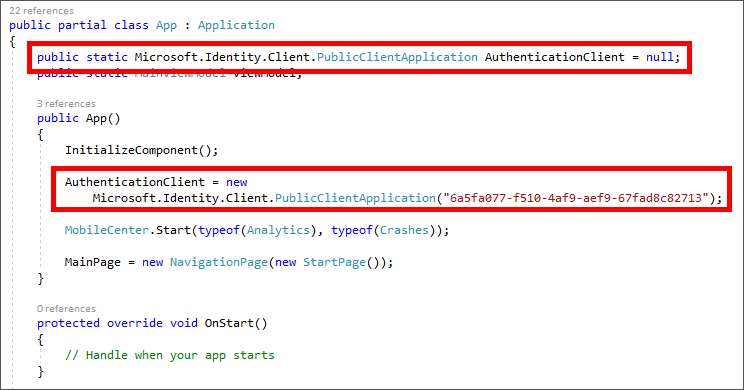 22 references
public partial class App : Application
{
public static Microsoft.Identity.Client.PublicClientApplication AuthenticationClient = null;
public static MainViewModel ViewModel;
3 references
public App()
{
InitializeComponent();
AuthenticationClient = new
Microsoft.Identity.Client.PublicClientApplication("6a5fa077-f510-4af9-aef9-67fad8c82713");
MobileCenter.Start(typeof(Analytics), typeof(Crashes));
MainPage = new NavigationPage(new StartPage());
}
0 references
protected override void OnStart()
{
// Handle when your app starts
}